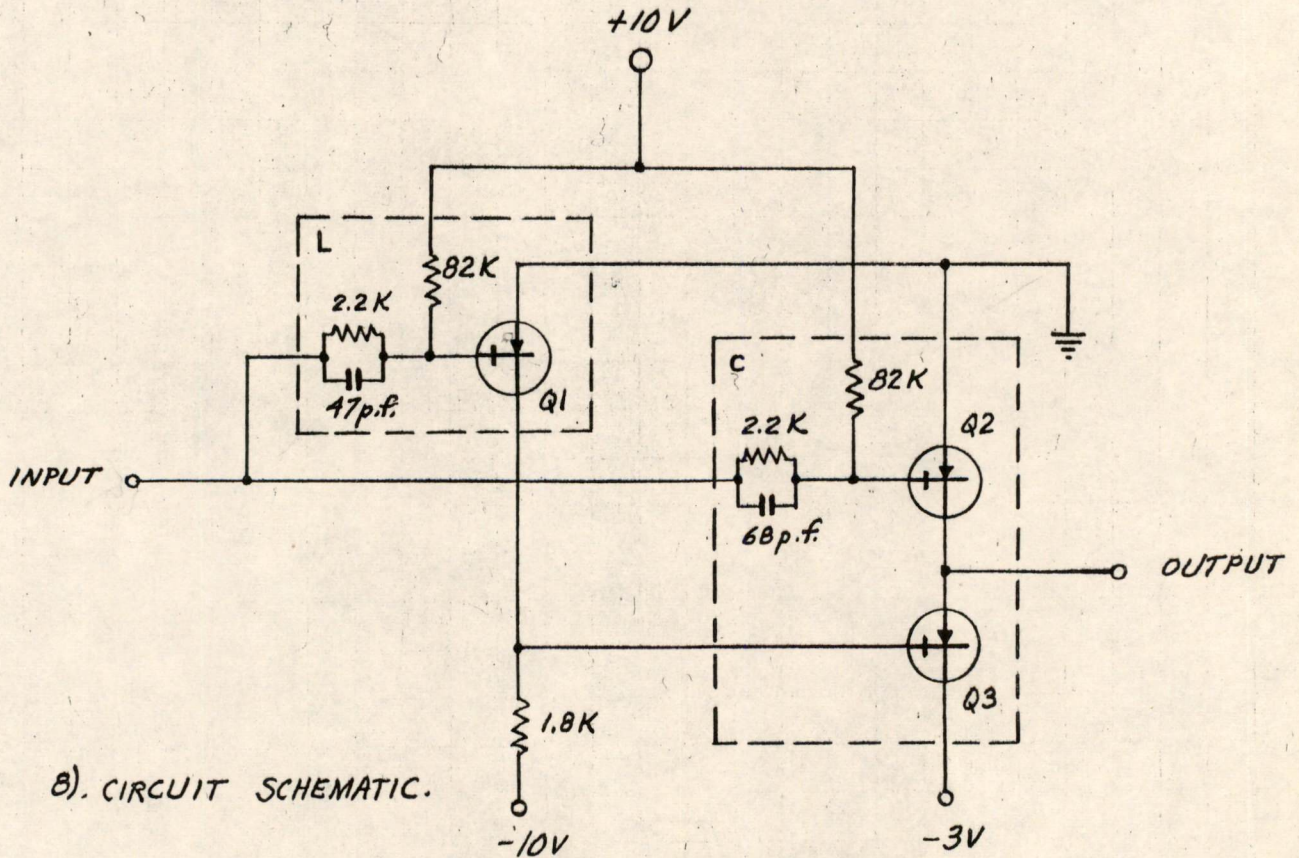 +10V
L
82K
2.2K
47p.f.
Q1
C
82K
2.2K
68p.f.
Q2
INPUT
OUTPUT
Q3
1.8K
8). CIRCUIT SCHEMATIC.
-10V
-3V